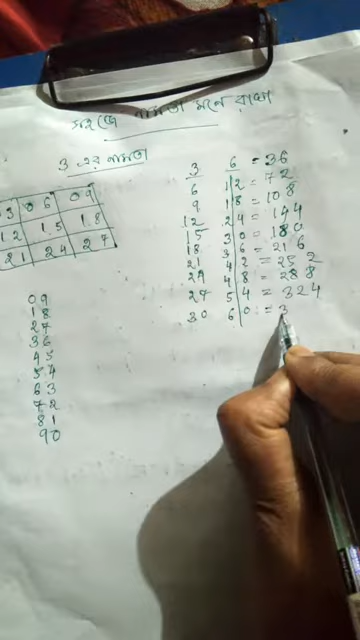 সহজে নামতা মনে রাখা
3 এর নামতা
03 06 09
12 15 18
21 24 27
3 6 = 36
6 12 = 72
9 18 = 108
12 24 = 144
15 30 = 180
18 36 = 216
21 42 = 252
24 48 = 288
27 54 = 324
30 60 = 3
09
18
27
36
45
54
63
72
81
90